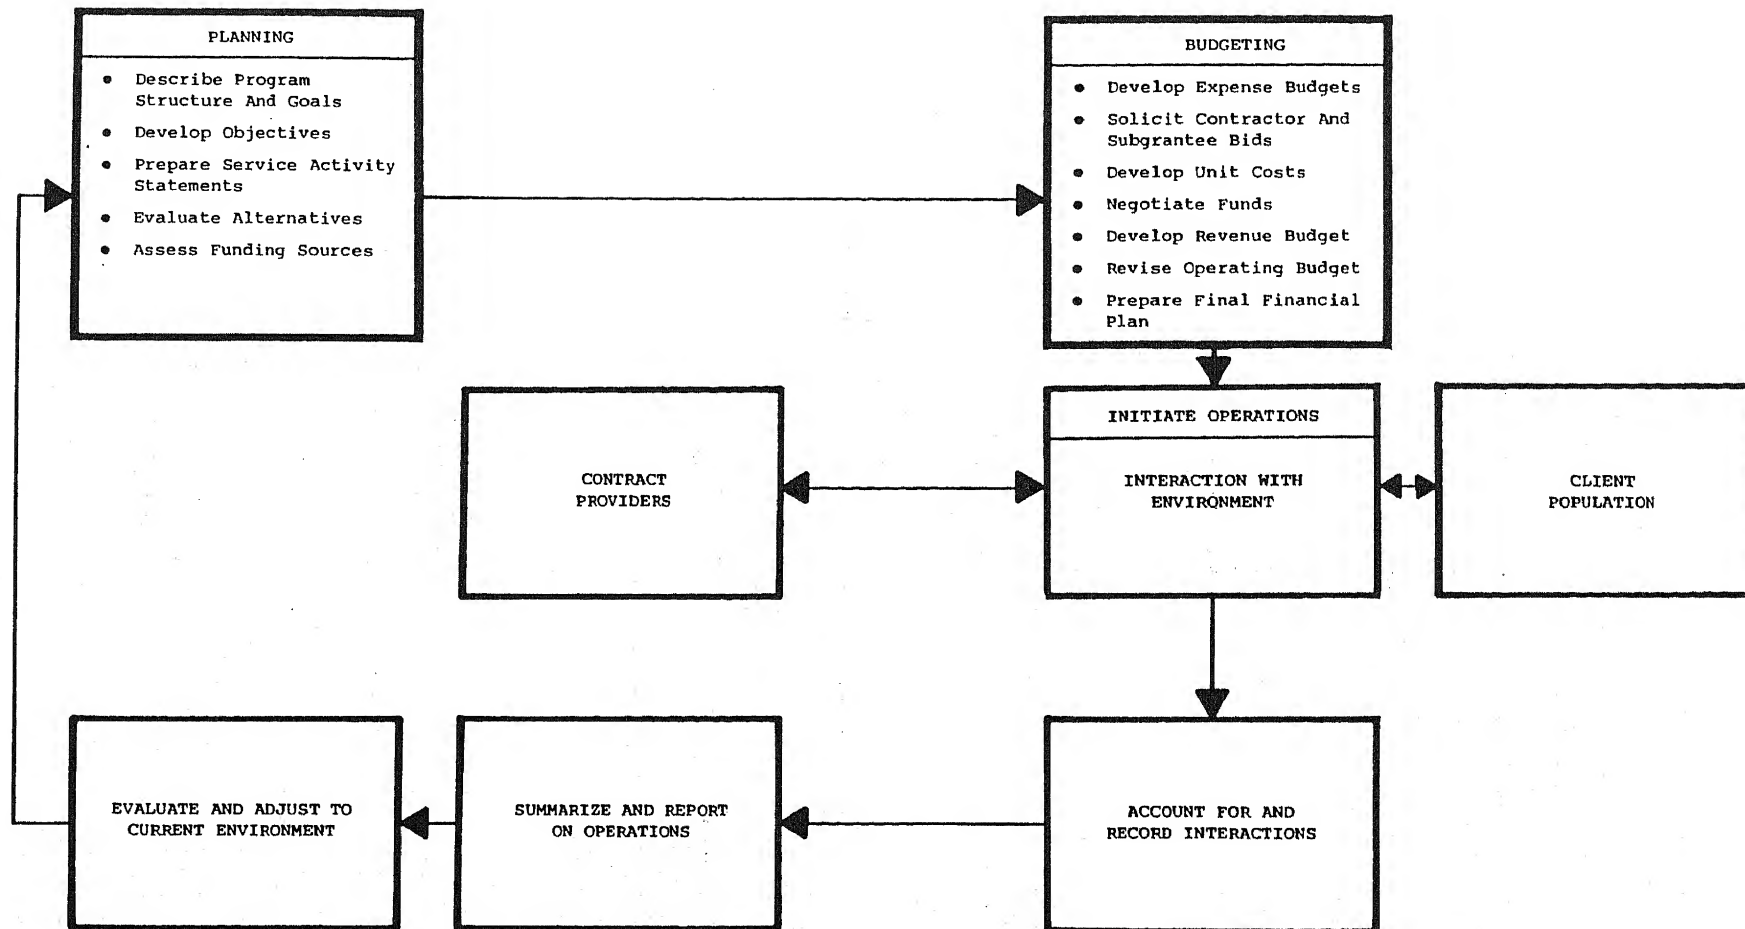 PLANNING
• Describe Program
Structure And Goals
• Develop Objectives
• Prepare Service Activity
Statements
• Evaluate Alternatives
• Assess Funding Sources
BUDGETING
• Develop Expense Budgets
• Solicit Contractor And
Subgrantee Bids
• Develop Unit Costs
• Negotiate Funds
• Develop Revenue Budget
• Revise Operating Budget
• Prepare Final Financial
Plan
CONTRACT
PROVIDERS
INITIATE OPERATIONS
INTERACTION WITH
ENVIRONMENT
CLIENT
POPULATION
EVALUATE AND ADJUST TO
CURRENT ENVIRONMENT
SUMMARIZE AND REPORT
ON OPERATIONS
ACCOUNT FOR AND
RECORD INTERACTIONS